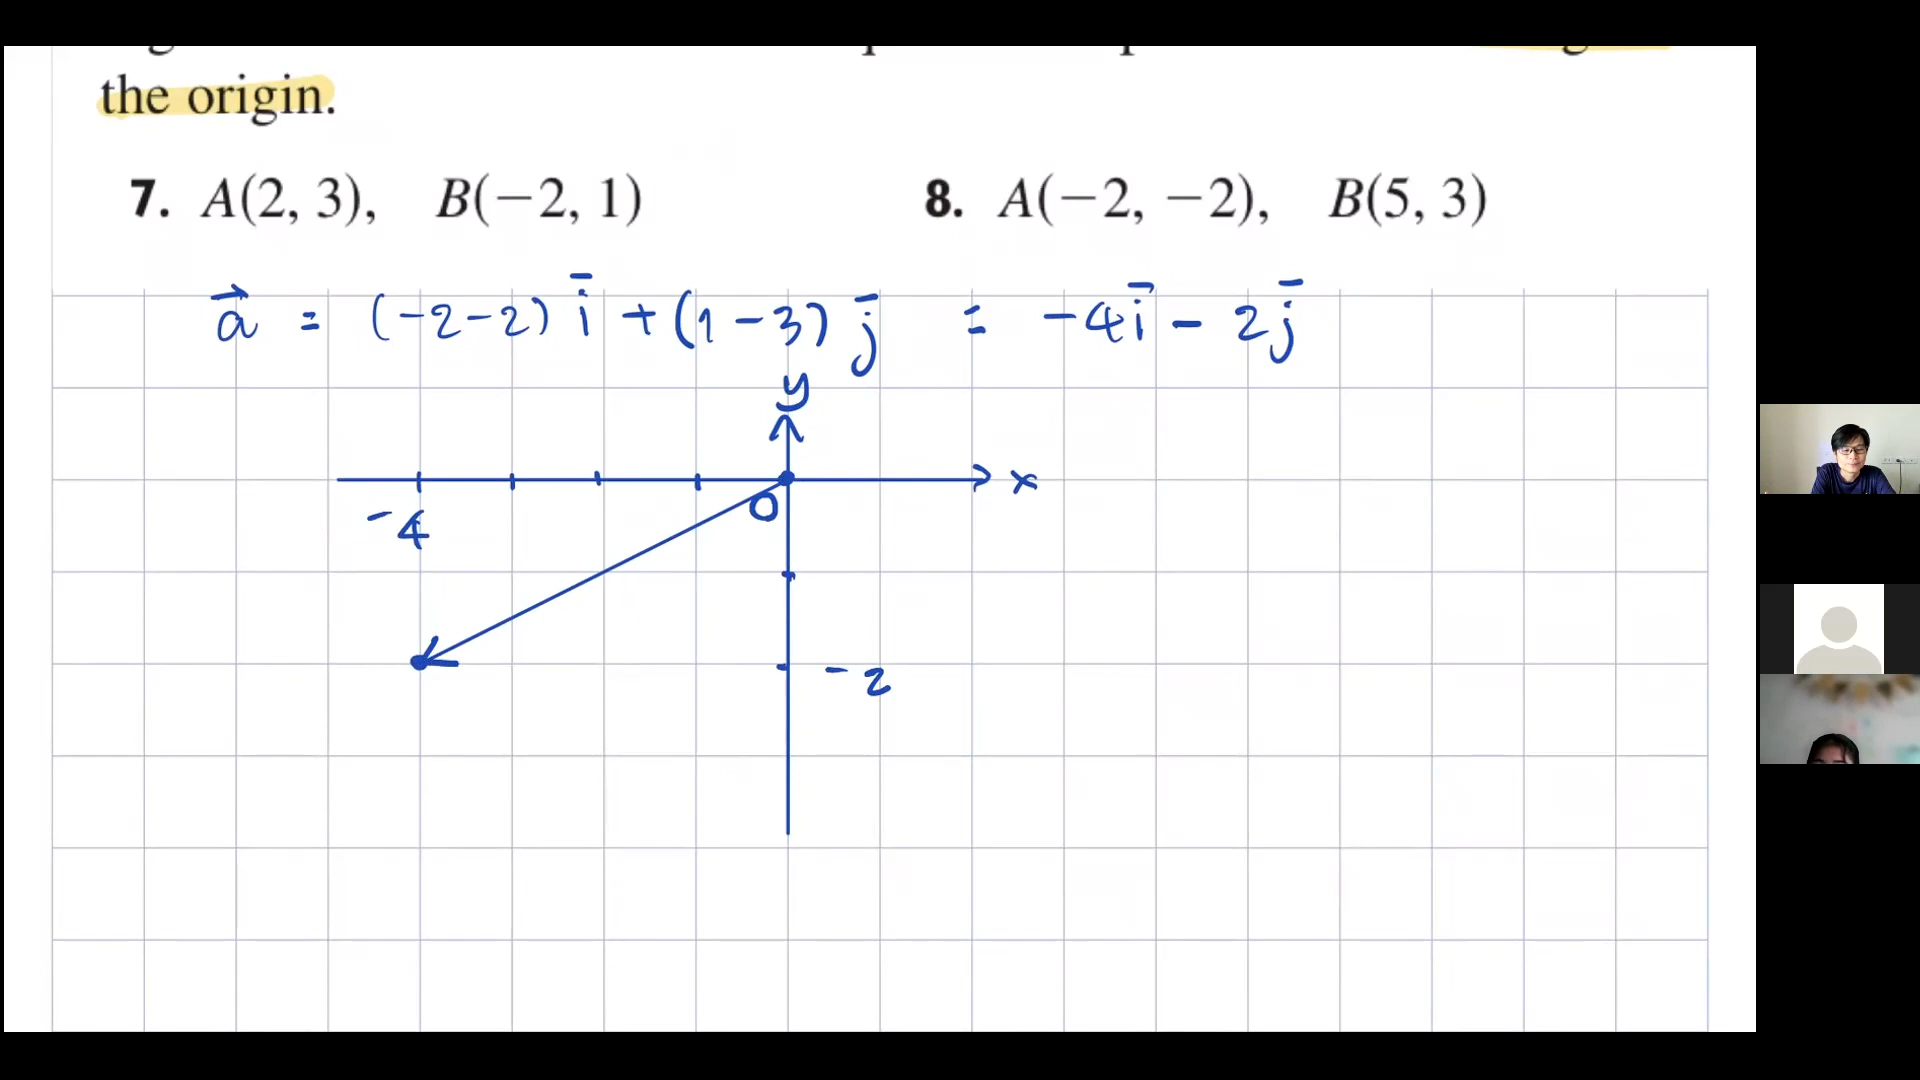 the origin.
7. A(2, 3), B(−2, 1) 8. A(−2, −2), B(5, 3)
a⃗ = (-2-2) i̅ + (1-3) j̅ = -4i̅ - 2j̅
y
x
-4 0
-2